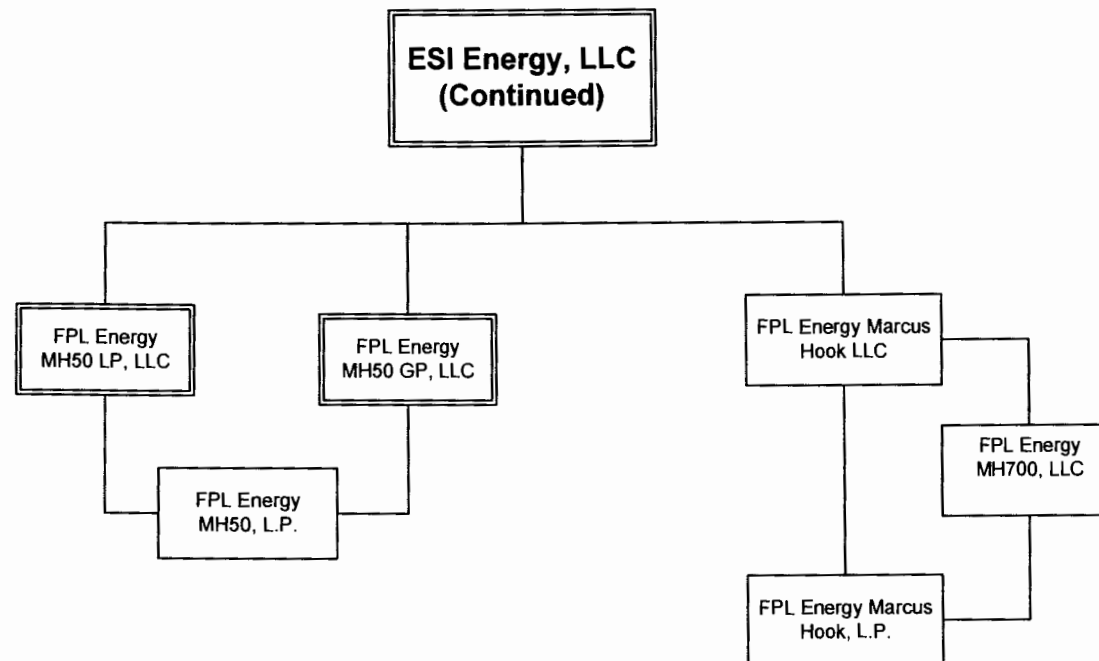 ESI Energy, LLC
(Continued)
FPL Energy
MH50 LP, LLC
FPL Energy
MH50 GP, LLC
FPL Energy Marcus
Hook LLC
FPL Energy
MH700, LLC
FPL Energy
MH50, L.P.
FPL Energy Marcus
Hook, L.P.